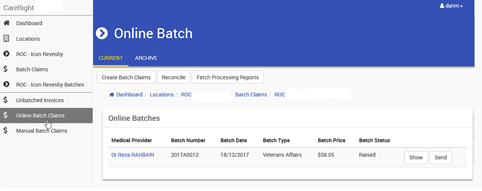 CareRight
danm
Dashboard
Locations
ROC - Icon Revesby
Batch Claims
ROC - Icon Revesby Batches
Unbatched Invoices
Online Batch Claims
Manual Batch Claims
Online Batch
CURRENT ARCHIVE
Create Batch Claims Reconcile Fetch Processing Reports
Dashboard / Locations / ROC Batch Claims / ROC
Online Batches
Medical Provider Batch Number Batch Date Batch Type Batch Price Batch Status
Dr Reza RAHBARI 2017A0012 18/12/2017 Veterans Affairs $58.05 Raised Show Send